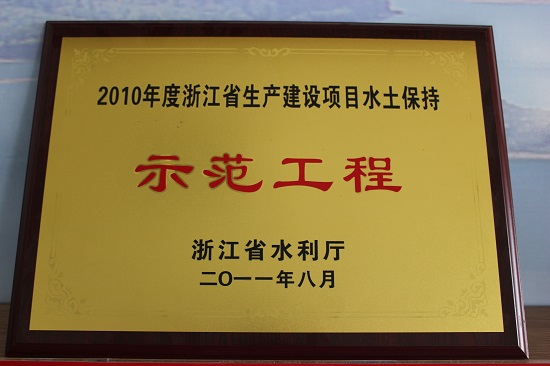 2010年度浙江省生产建设项目水土保持
示范工程
浙江省水利厅
二〇一一年八月